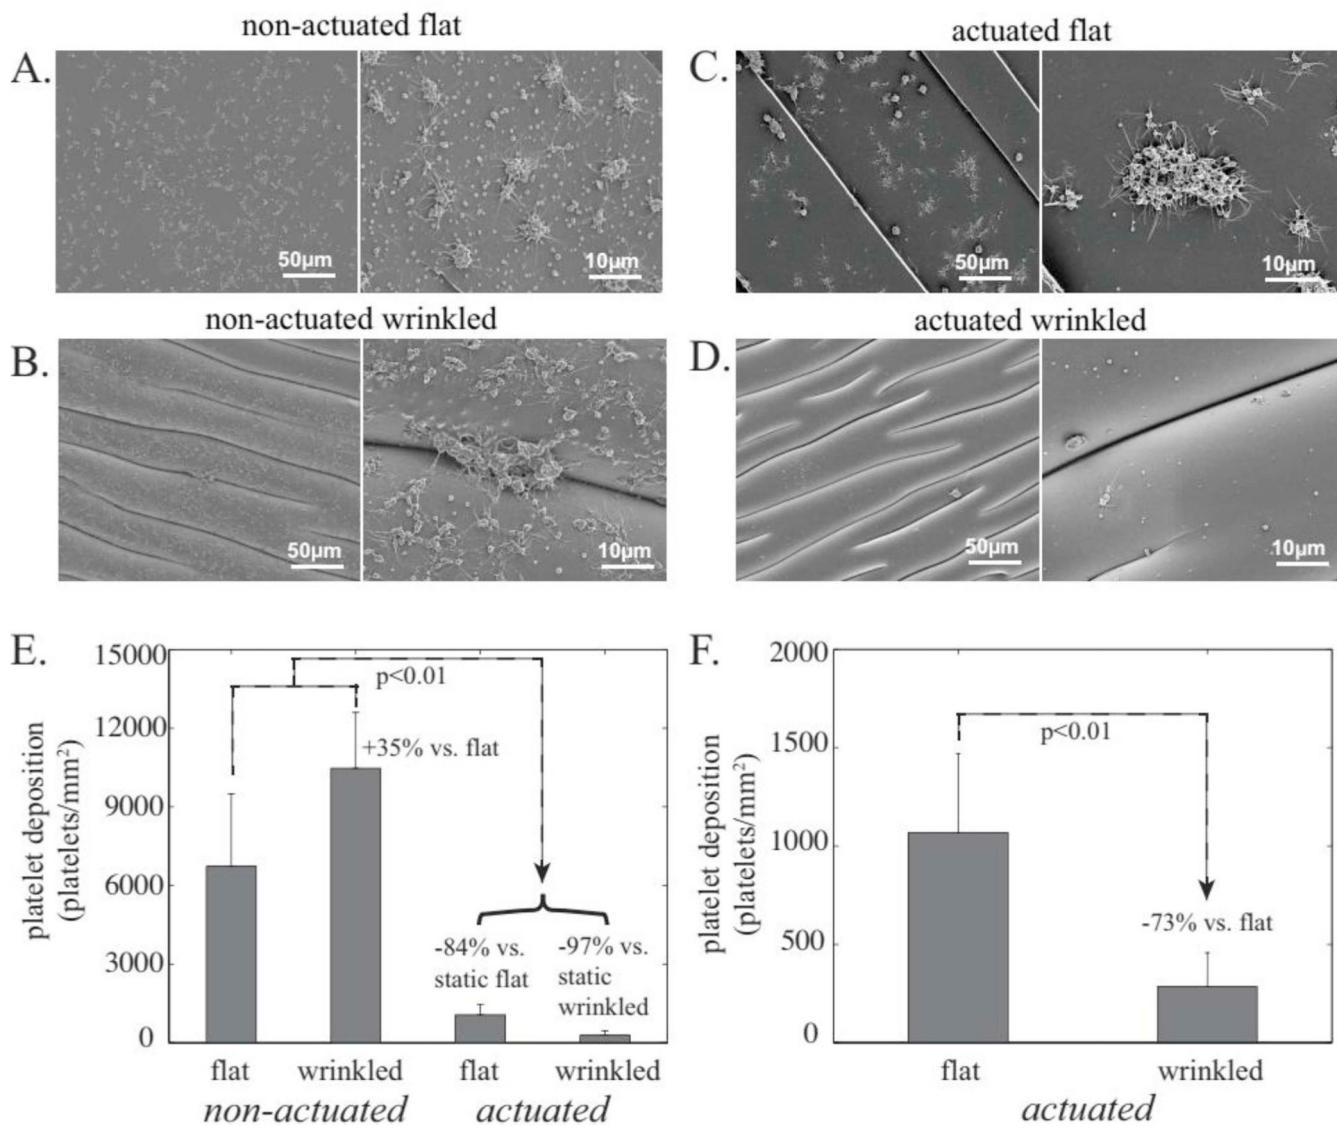 non-actuated flat
actuated flat
A.
50µm
10µm
C.
50µm
10µm
non-actuated wrinkled
actuated wrinkled
B.
50µm
10µm
D.
50µm
10µm
E.
platelet deposition
(platelets/mm²)
15000
12000
9000
6000
3000
0
p<0.01
+35% vs. flat
-84% vs.
static flat
-97% vs.
static
wrinkled
flat
wrinkled
flat
wrinkled
non-actuated
actuated
F.
platelet deposition
(platelets/mm²)
2000
1500
1000
500
0
p<0.01
-73% vs. flat
flat
wrinkled
actuated